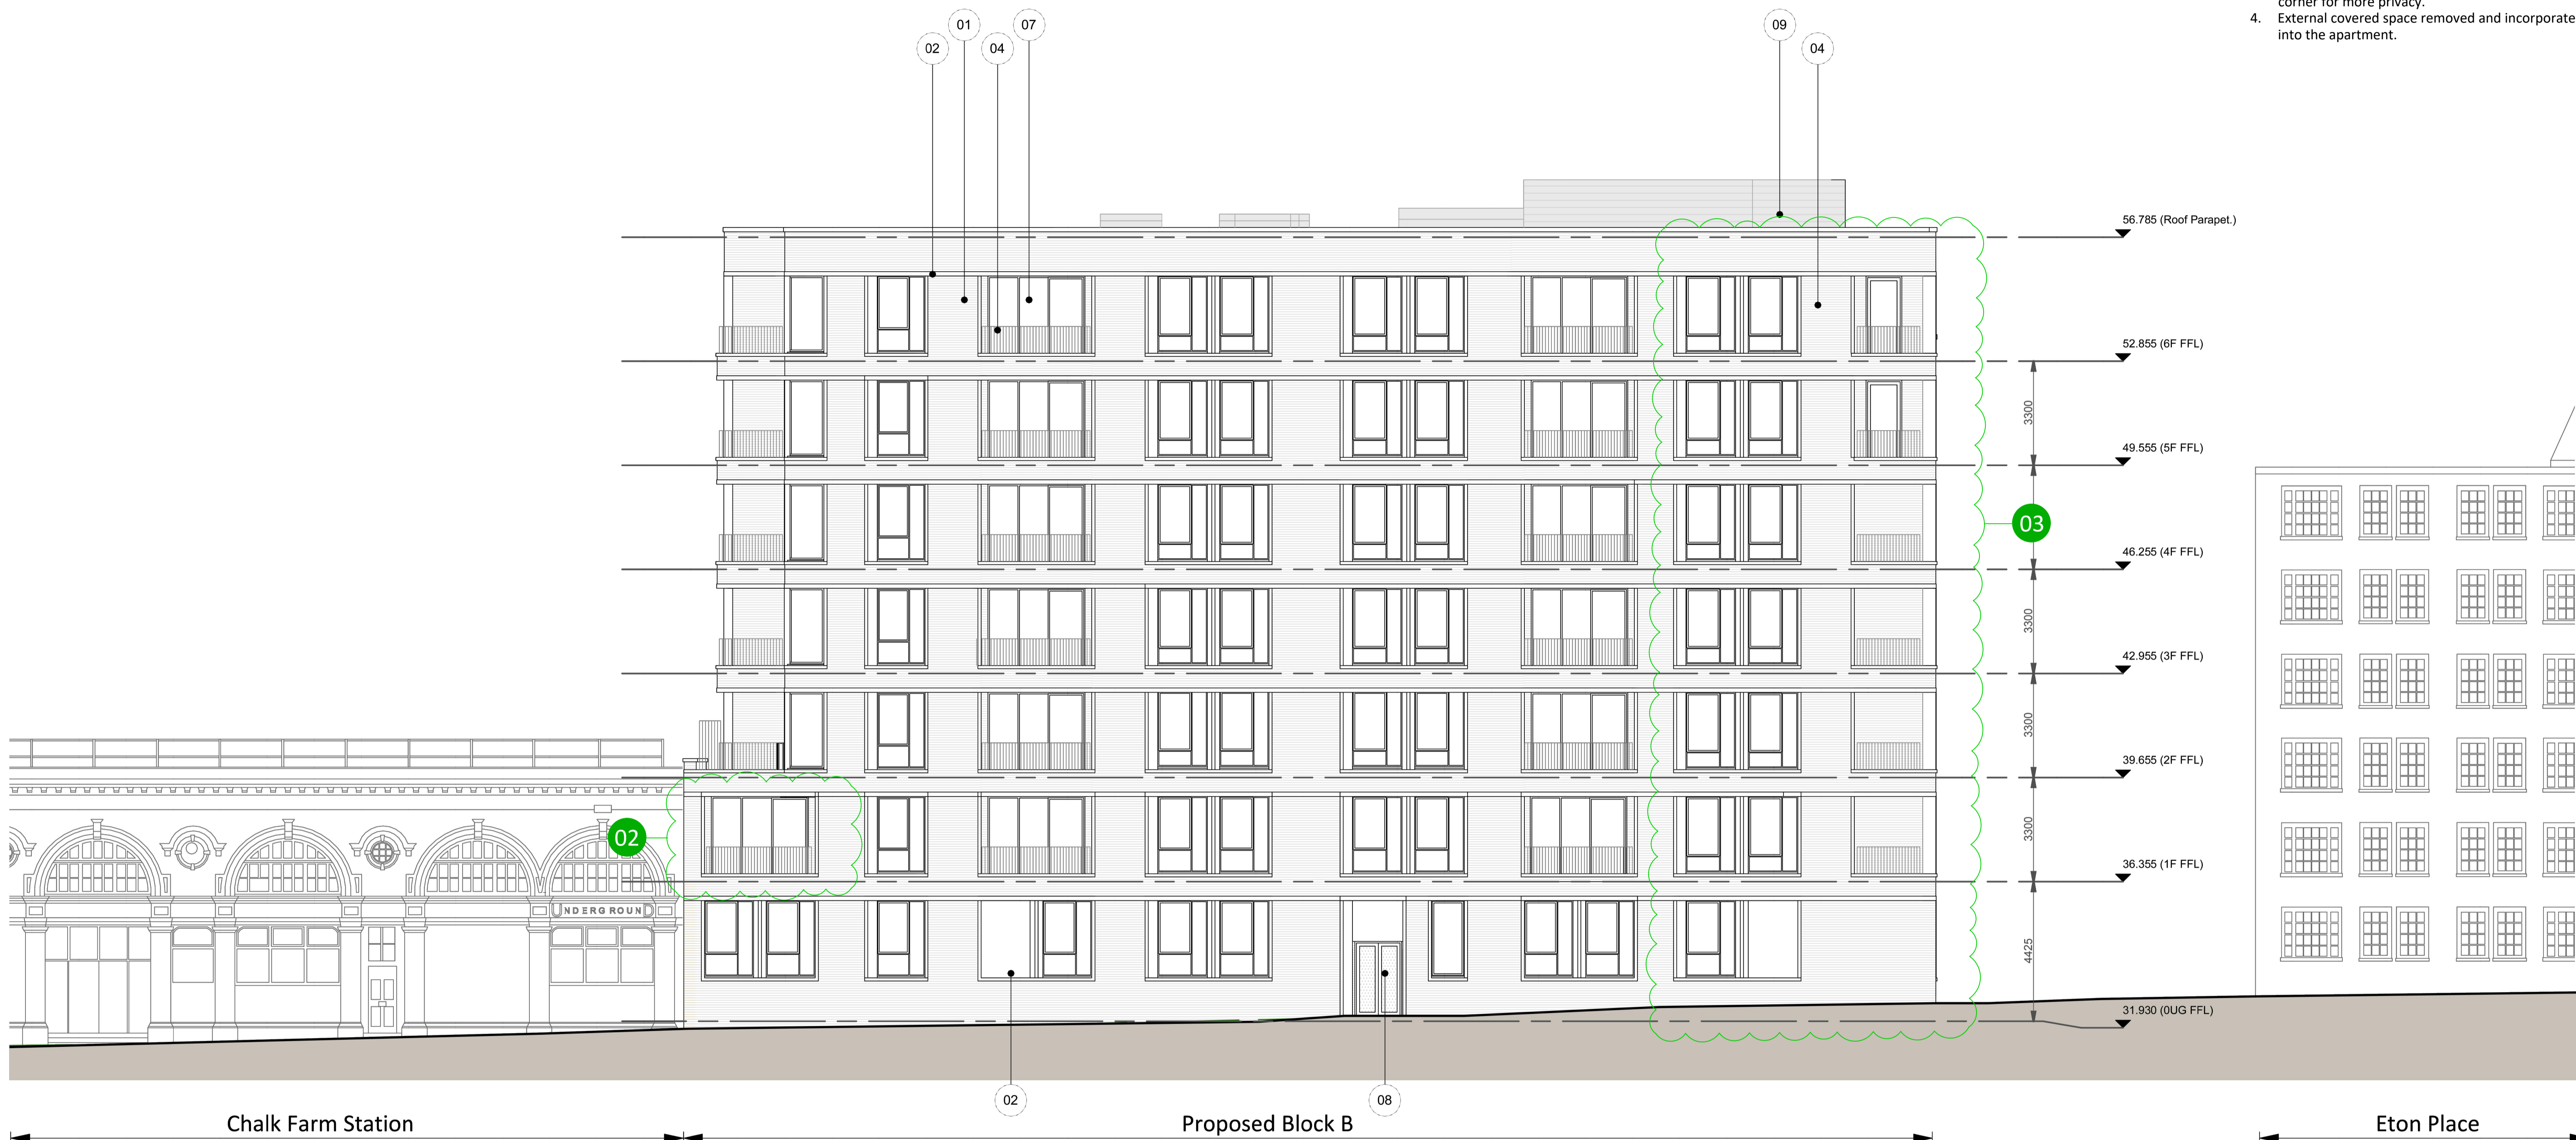 corner for more privacy.
4. External covered space removed and incorporate
into the apartment.
01
07
09
02
04
04
56.785 (Roof Parapet.)
52.855 (6F FFL)
3300
49.555 (5F FFL)
03
46.255 (4F FFL)
3300
42.955 (3F FFL)
3300
39.655 (2F FFL)
02
3300
36.355 (1F FFL)
UNDERGROUND
4425
31.930 (0UG FFL)
02
08
Chalk Farm Station
Proposed Block B
Eton Place